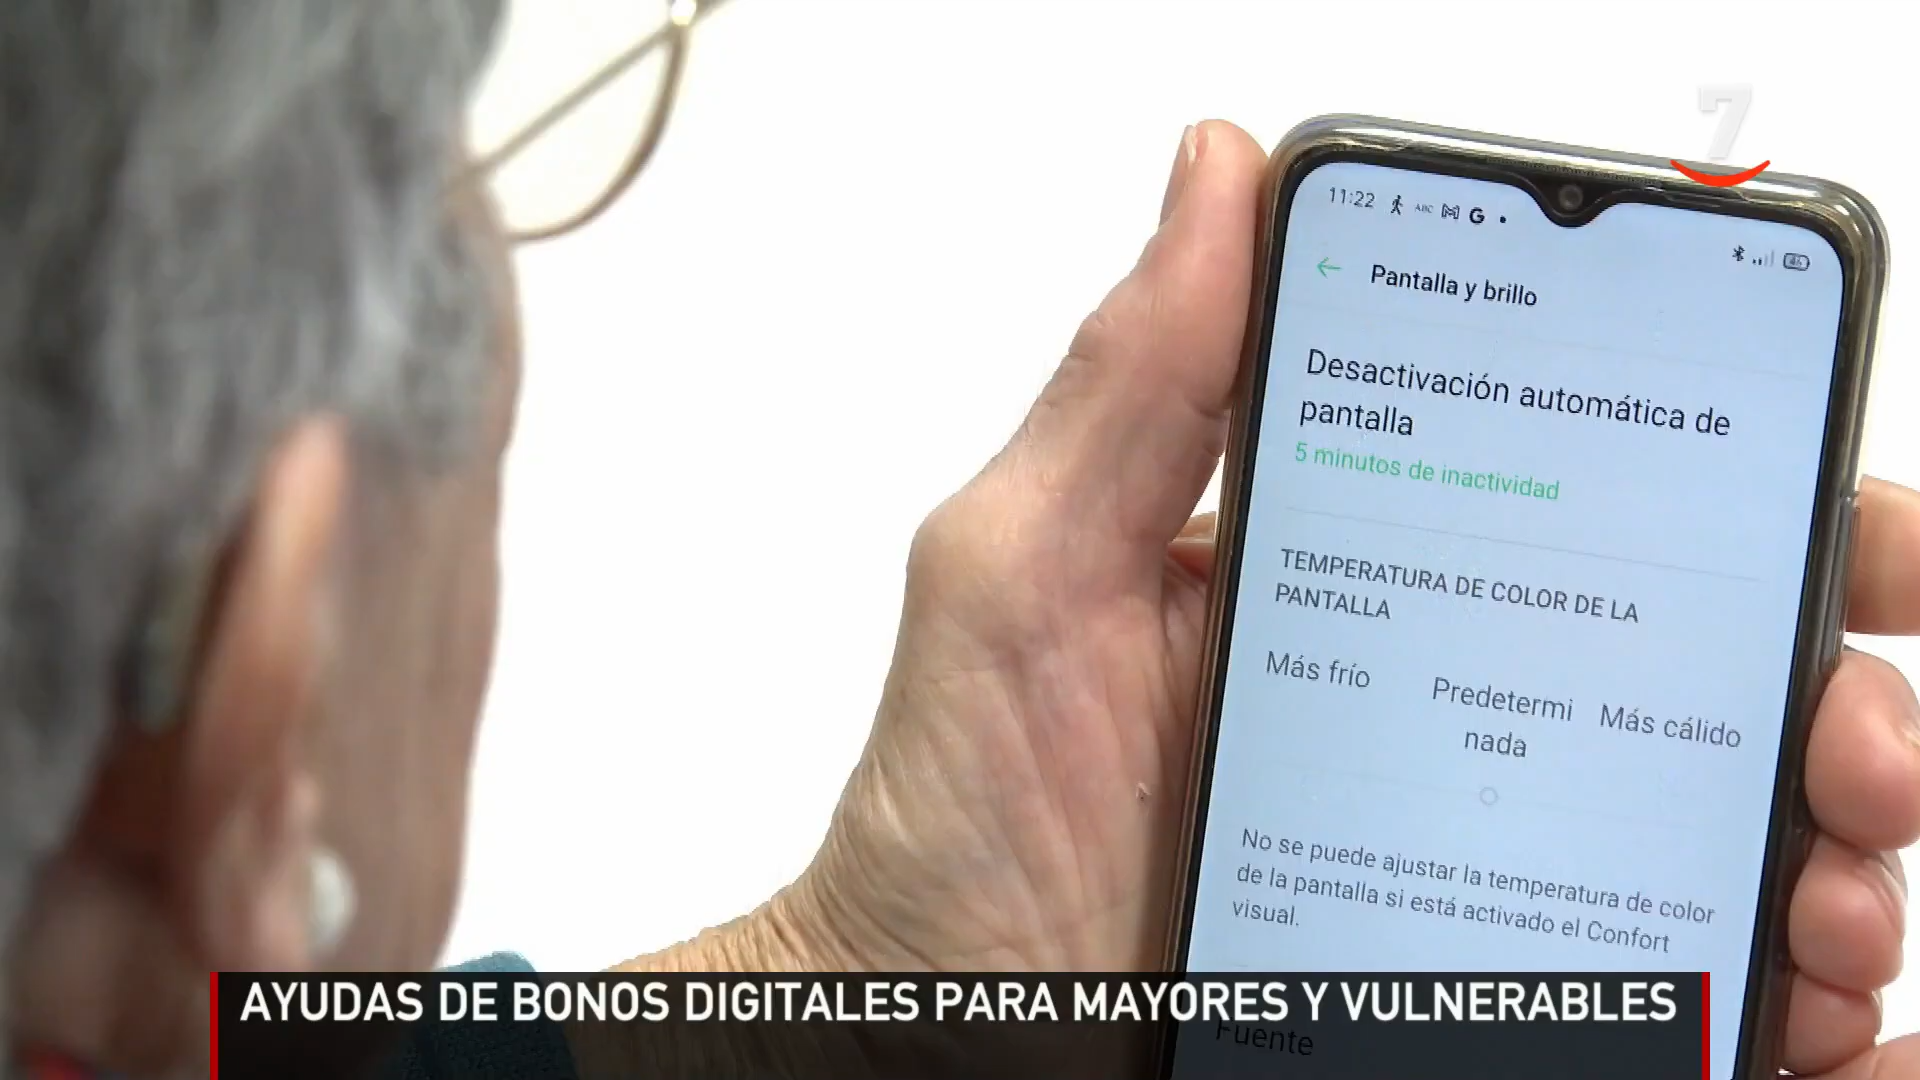 7
11:22 ABC G
Pantalla y brillo
Desactivación automática de
pantalla
5 minutos de inactividad
TEMPERATURA DE COLOR DE LA
PANTALLA
Más frío
Predetermi
nada
Más cálido
No se puede ajustar la temperatura de color
de la pantalla si está activado el Confort
visual.
AYUDAS DE BONOS DIGITALES PARA MAYORES Y VULNERABLES
Fuente